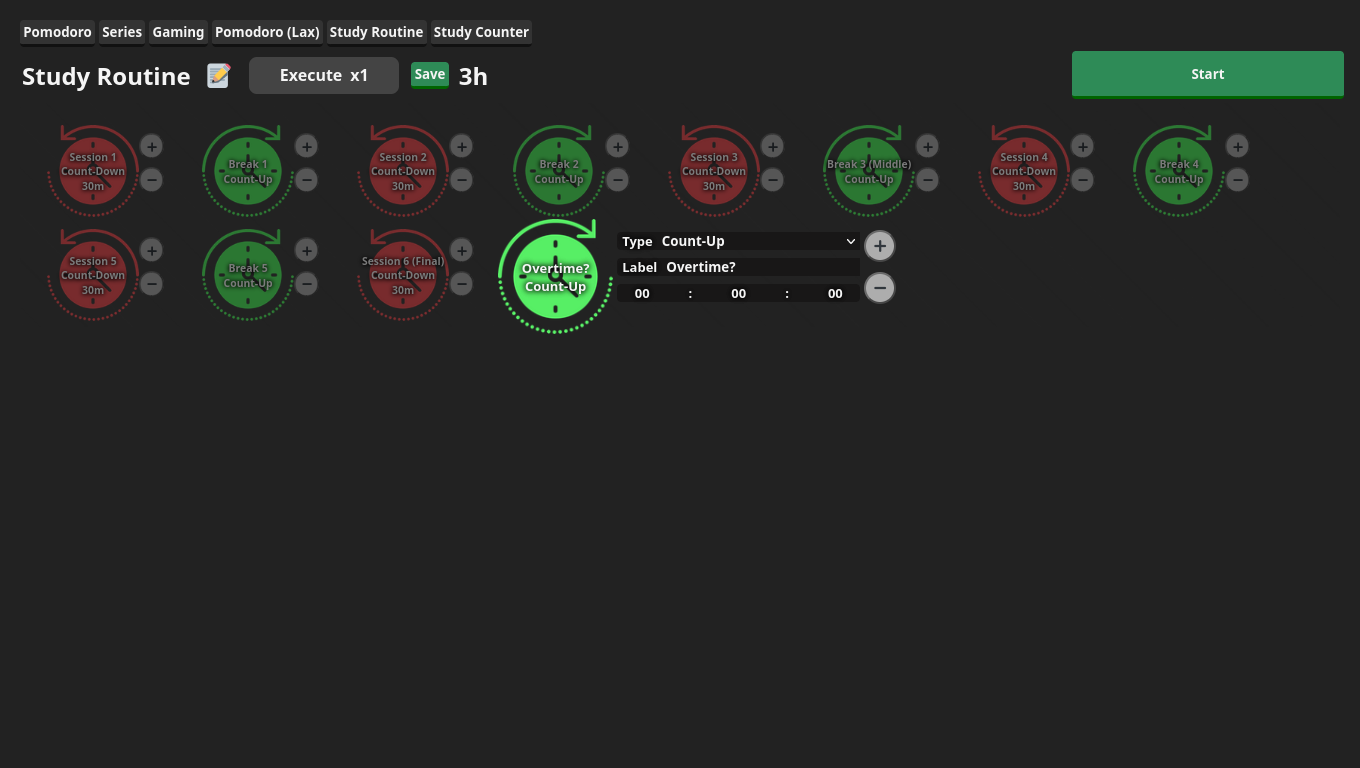 Pomodoro Series Gaming Pomodoro (Lax) Study Routine Study Counter
Study Routine Execute x1 Save 3h Start
Session 1
Count-Down
30m
Break 1
Count-Up
Session 2
Count-Down
30m
Break 2
Count-Up
Session 3
Count-Down
30m
Break 3 (Middle)
Count-Up
Session 4
Count-Down
30m
Break 4
Count-Up
Session 5
Count-Down
30m
Break 5
Count-Up
Session 6 (Final)
Count-Down
30m
Overtime?
Count-Up
Type Count-Up
Label Overtime?
00 : 00 : 00